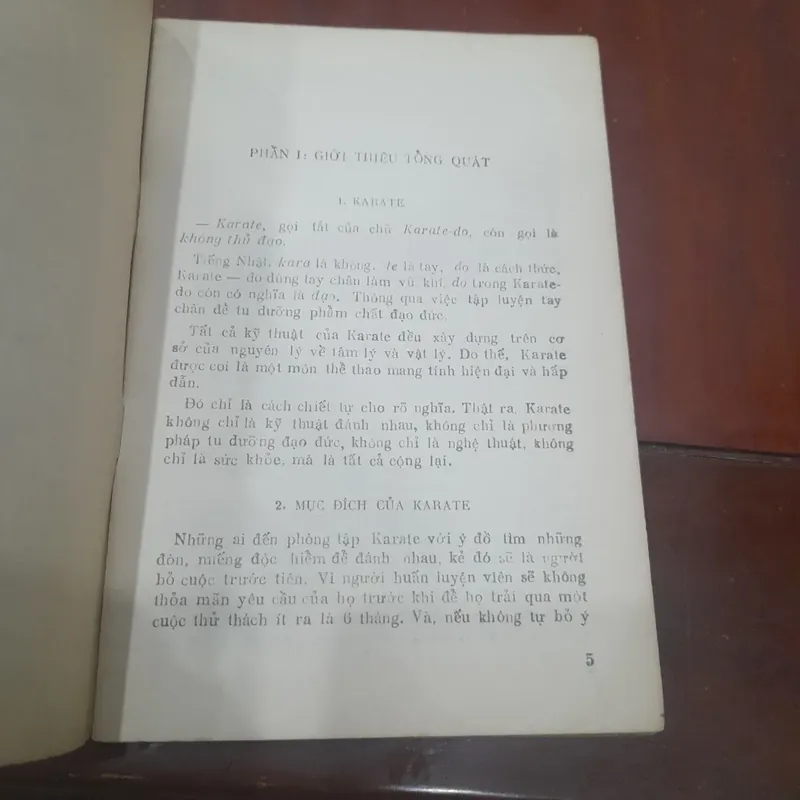 PHẦN I: GIỚI THIỆU TỔNG QUÁT
1. KARATE
— Karate, gọi tắt của chữ Karate-do, còn gọi là
không thủ đạo.
Tiếng Nhật, kara là không, te là tay, do là cách thức,
Karate — do dùng tay chân làm vũ khí, do trong Karate-
do còn có nghĩa là đạo. Thông qua việc tập luyện tay
chân để tu dưỡng phẩm chất đạo đức.
Tất cả kỹ thuật của Karate đều xây dựng trên cơ
sở của nguyên lý về tâm lý và vật lý. Do thế, Karate
được coi là một môn thể thao mang tính hiện đại và hấp
dẫn.
Đó chỉ là cách chiết tự cho rõ nghĩa. Thật ra, Karate
không chỉ là kỹ thuật đánh nhau, không chỉ là phương
pháp tu dưỡng đạo đức, không chỉ là nghệ thuật, không
chỉ là sức khỏe, mà là tất cả cộng lại.
2. MỤC ĐÍCH CỦA KARATE
Những ai đến phòng tập Karate với ý đồ tìm những
đòn, miếng độc hiểm để đánh nhau, kẻ đó sẽ là người
bỏ cuộc trước tiên. Vì người huấn luyện viên sẽ không
thỏa mãn yêu cầu của họ trước khi để họ trải qua một
cuộc thử thách ít ra là 6 tháng. Và, nếu không tự bỏ ý
5